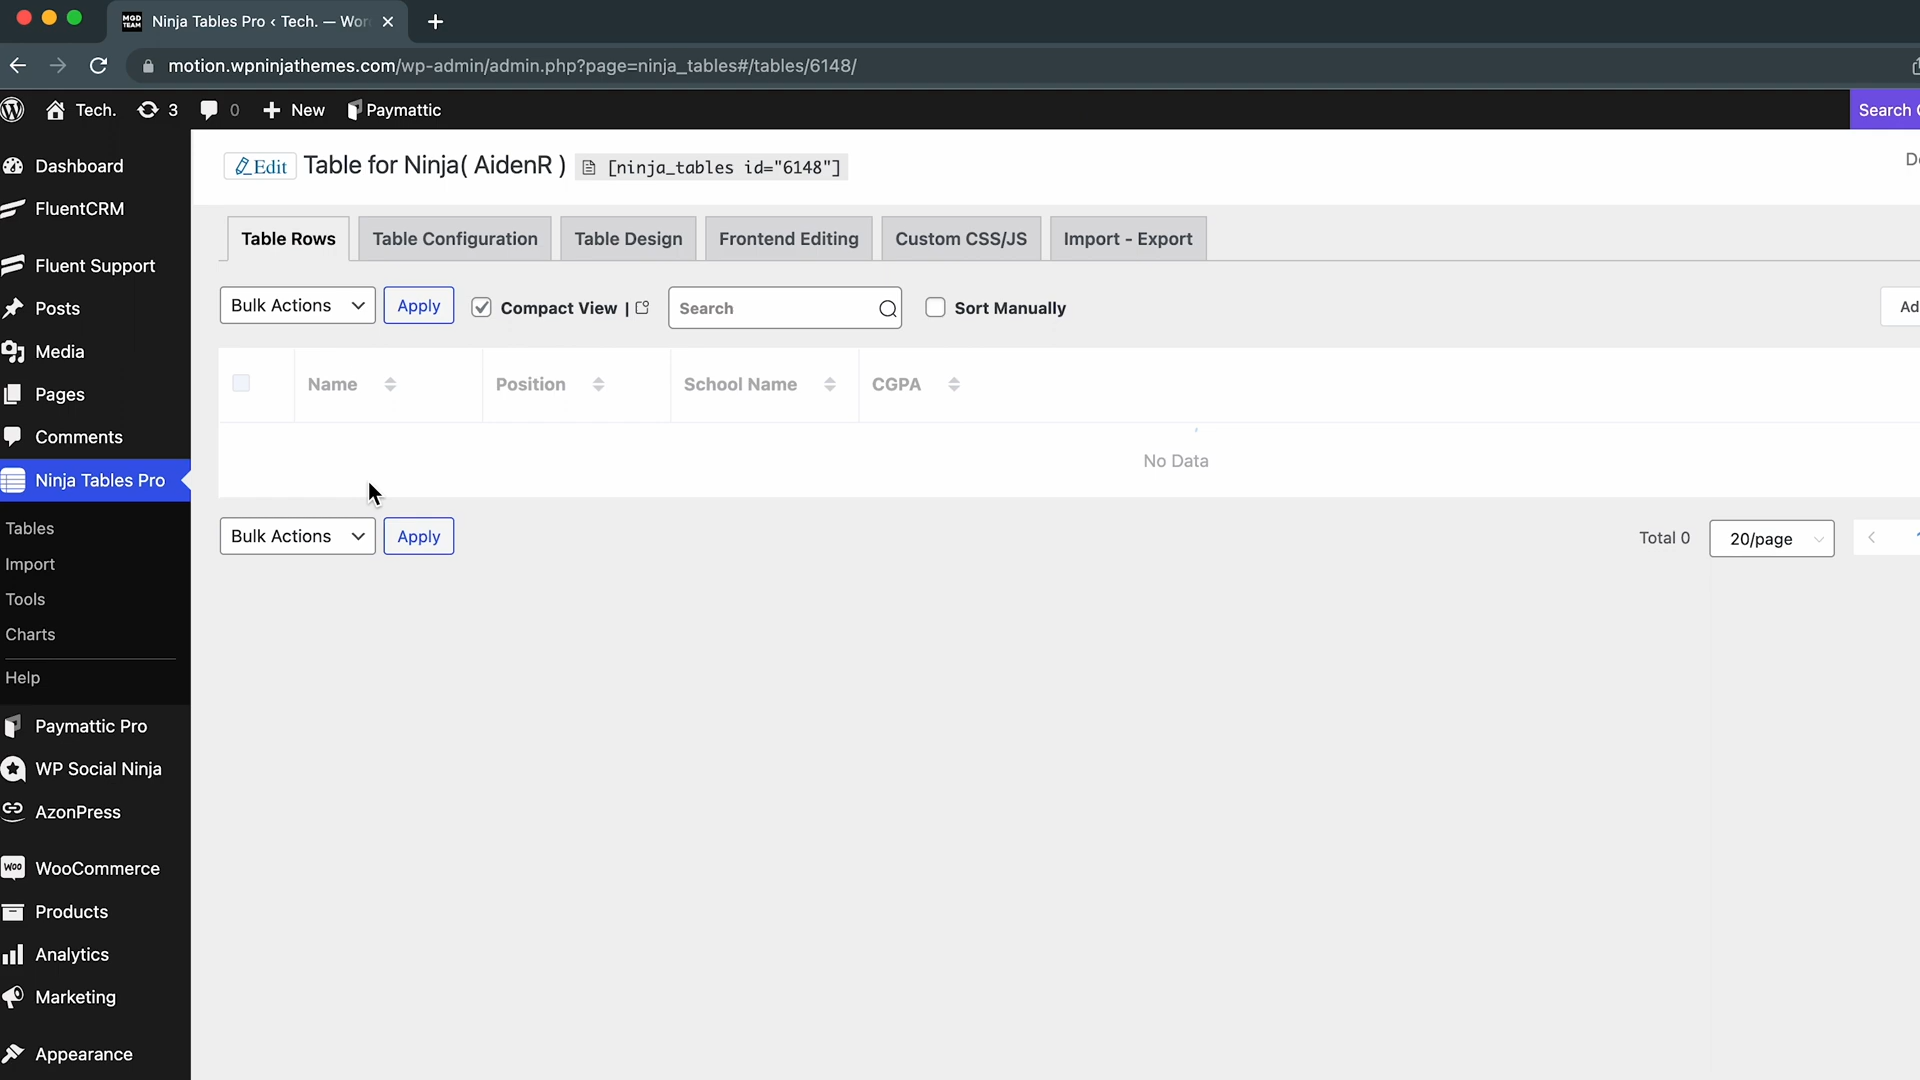 MGD TEAM
Ninja Tables Pro ‹ Tech. — Wor
motion.wpninjathemes.com/wp-admin/admin.php?page=ninja_tables#/tables/6148/
Tech. 3 0 New Paymattic
Search
Dashboard
FluentCRM
Fluent Support
Posts
Media
Pages
Comments
Ninja Tables Pro
Tables
Import
Tools
Charts
Help
Paymattic Pro
WP Social Ninja
AzonPress
WOO WooCommerce
Products
Analytics
Marketing
Appearance
Edit Table for Ninja( AidenR ) [ninja_tables id="6148"]
Table Rows Table Configuration Table Design Frontend Editing Custom CSS/JS Import - Export
Bulk Actions Apply Compact View | Search Sort Manually
Name Position School Name CGPA
No Data
Bulk Actions Apply Total 0 20/page